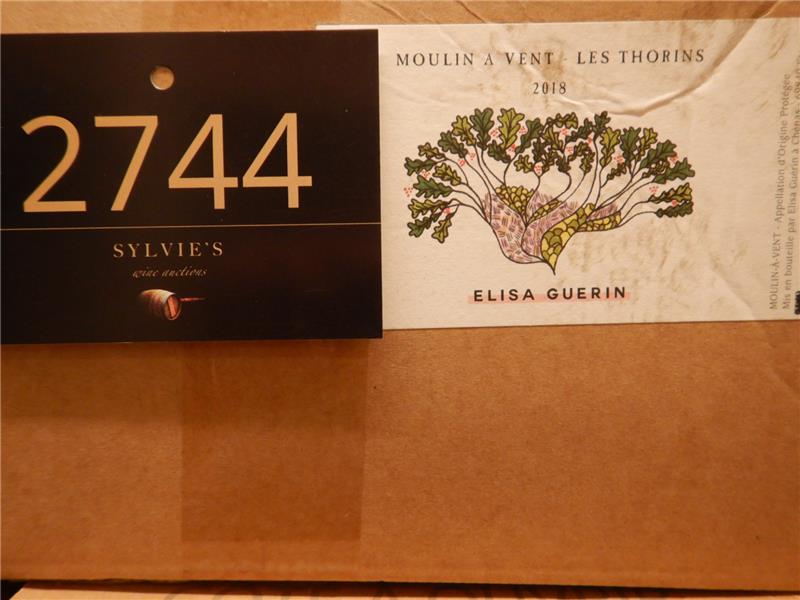 2744
SYLVIE'S
wine auctions
MOULIN A VENT - LES THORINS
2018
ELISA GUERIN
MOULIN-À-VENT - Appellation d'Origine Protégée
Mis en bouteille par Elisa Guérin à Chénas,